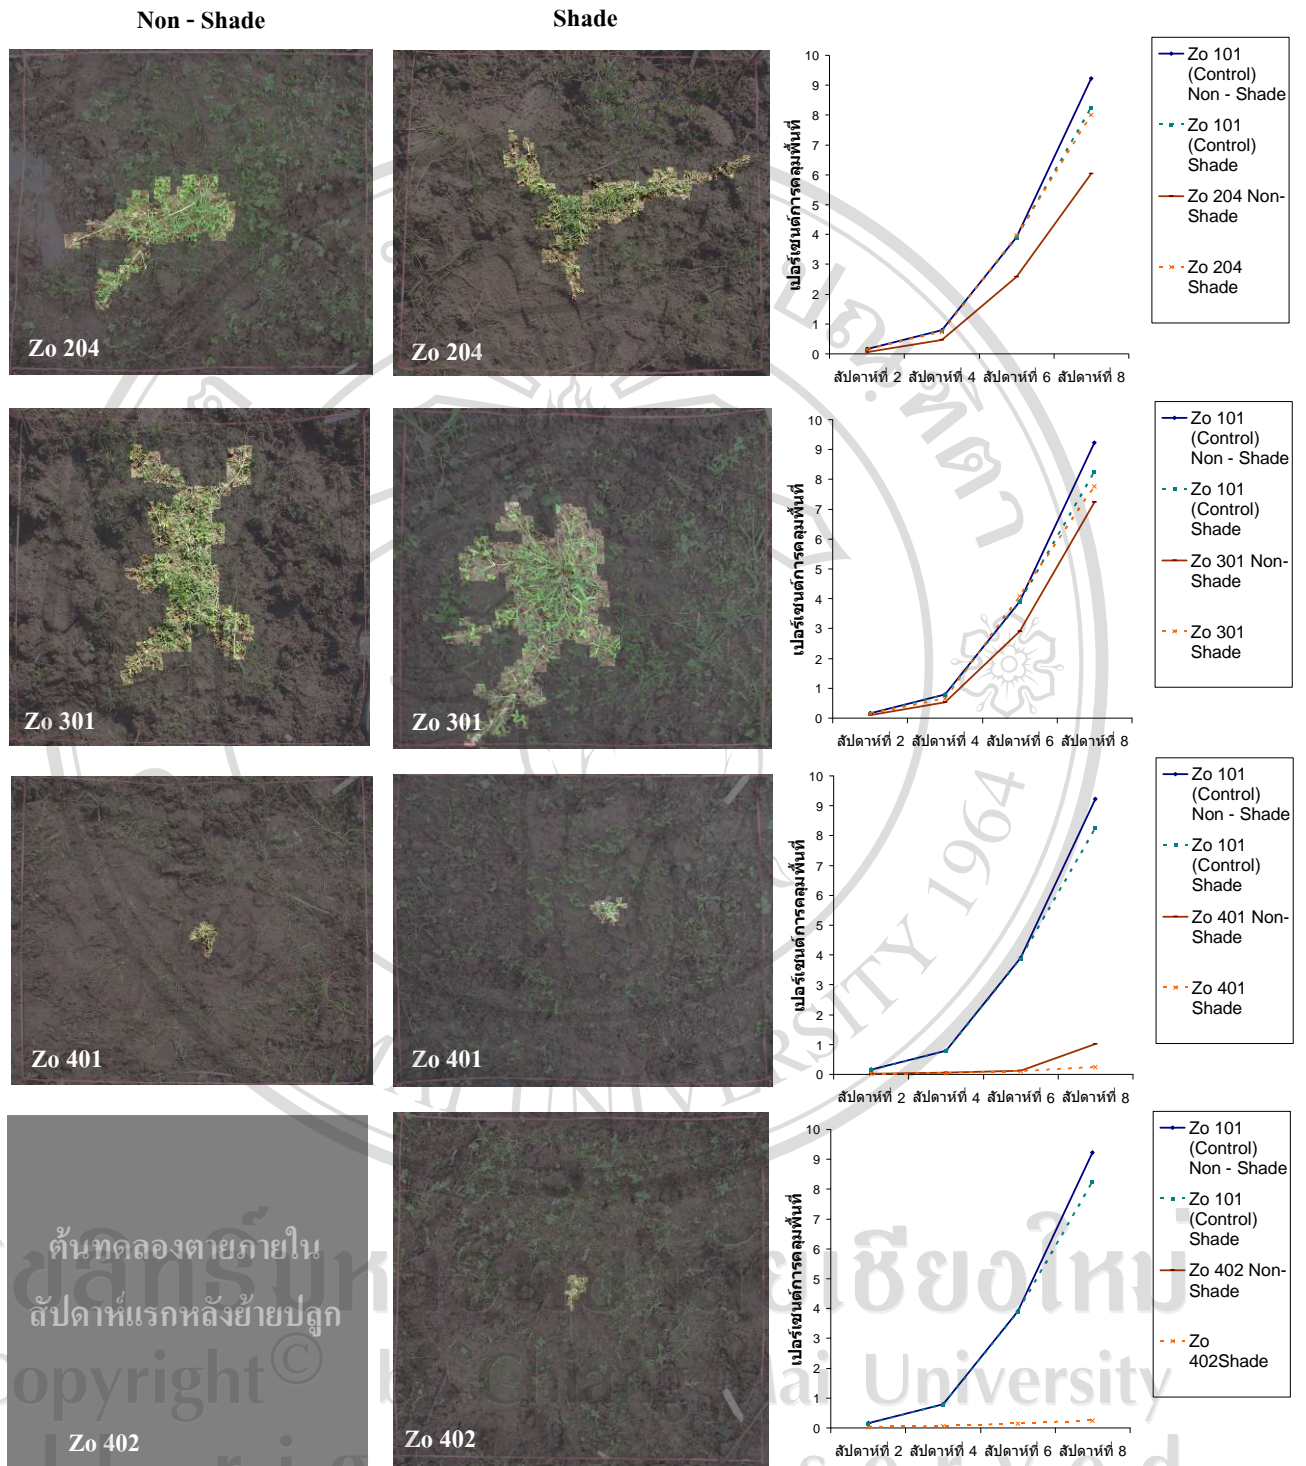 Non - Shade
Shade
Zo 204
Zo 204
เปอร์เซนต์การคลุมพื้นที่
10
9
8
7
6
5
4
3
2
1
0
สัปดาห์ที่ 2 สัปดาห์ที่ 4 สัปดาห์ที่ 6 สัปดาห์ที่ 8
Zo 101
(Control)
Non - Shade
Zo 101
(Control)
Shade
Zo 204 Non-
Shade
Zo 204
Shade
Zo 301
Zo 301
เปอร์เซนต์การคลุมพื้นที่
10
9
8
7
6
5
4
3
2
1
0
สัปดาห์ที่ 2 สัปดาห์ที่ 4 สัปดาห์ที่ 6 สัปดาห์ที่ 8
Zo 101
(Control)
Non - Shade
Zo 101
(Control)
Shade
Zo 301 Non-
Shade
Zo 301
Shade
Zo 401
Zo 401
เปอร์เซนต์การคลุมพื้นที่
10
9
8
7
6
5
4
3
2
1
0
สัปดาห์ที่ 2 สัปดาห์ที่ 4 สัปดาห์ที่ 6 สัปดาห์ที่ 8
Zo 101
(Control)
Non - Shade
Zo 101
(Control)
Shade
Zo 401 Non-
Shade
Zo 401
Shade
ต้นทดลองตายภายใน
สัปดาห์แรกหลังย้ายปลูก
Zo 402
Zo 402
เปอร์เซนต์การคลุมพื้นที่
10
9
8
7
6
5
4
3
2
1
0
สัปดาห์ที่ 2 สัปดาห์ที่ 4 สัปดาห์ที่ 6 สัปดาห์ที่ 8
Zo 101
(Control)
Non - Shade
Zo 101
(Control)
Shade
Zo 402 Non-
Shade
Zo
402Shade
UNIVERSITY 1964
เชียงใหม่
Copyright© by Chiang Mai University